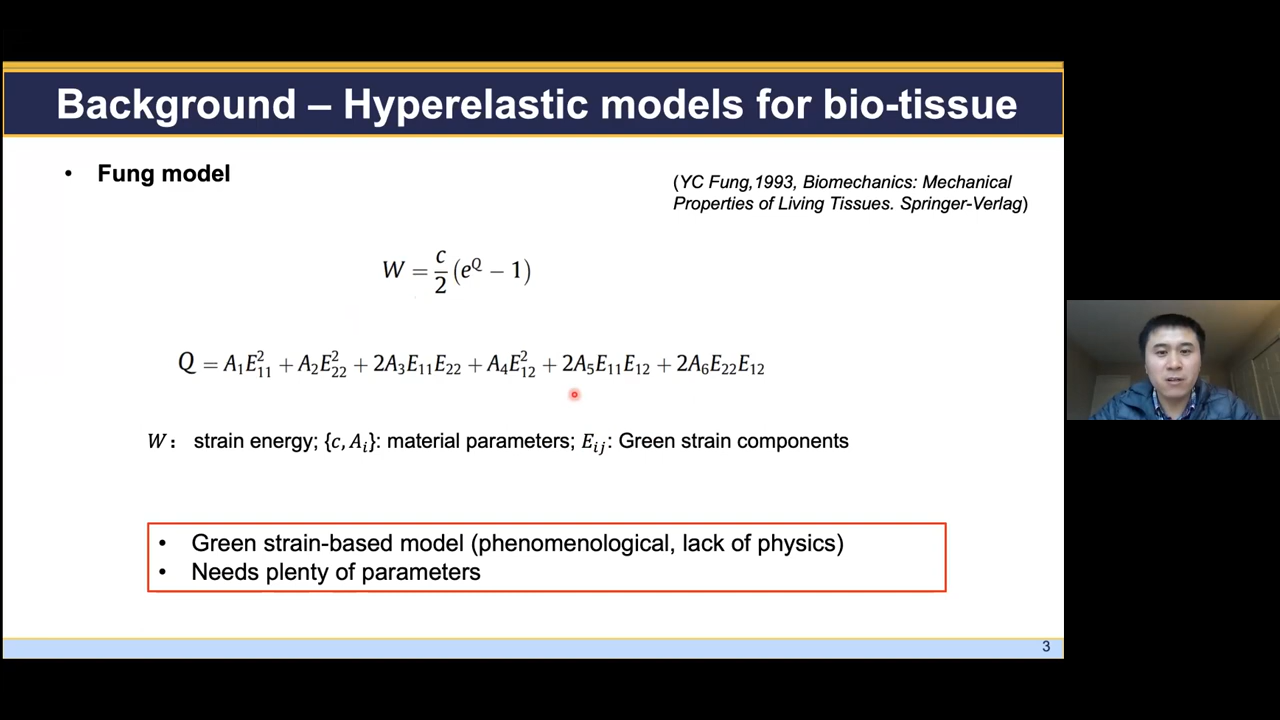 Background – Hyperelastic models for bio-tissue
• Fung model
(YC Fung,1993, Biomechanics: Mechanical
Properties of Living Tissues. Springer-Verlag)
W = c/2 (e^Q − 1)
Q = A₁E₁₁² + A₂E₂₂² + 2A₃E₁₁E₂₂ + A₄E₁₂² + 2A₅E₁₁E₁₂ + 2A₆E₂₂E₁₂
W: strain energy; {c, Aᵢ}: material parameters; Eᵢⱼ: Green strain components
• Green strain-based model (phenomenological, lack of physics)
• Needs plenty of parameters
3